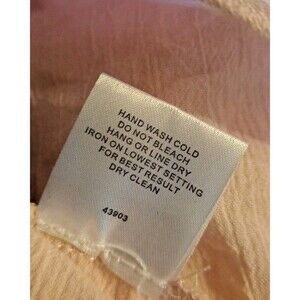 HAND WASH COLD
DO NOT BLEACH
HANG OR LINE DRY
IRON ON LOWEST SETTING
FOR BEST RESULT
DRY CLEAN
43903